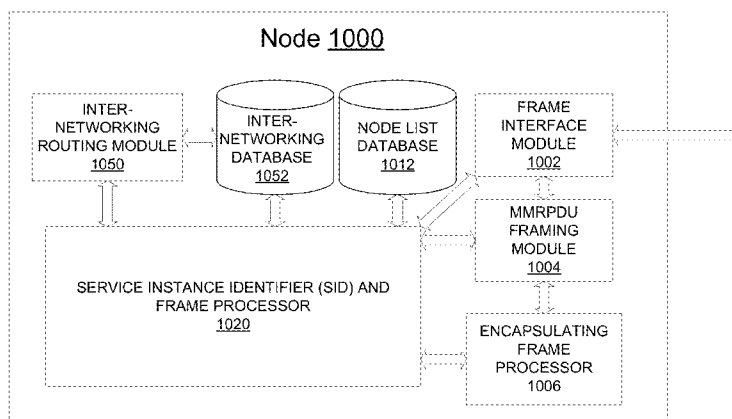 Node 1000
INTER-
NETWORKING
ROUTING MODULE
1050
INTER-
NETWORKING
DATABASE
1052
NODE LIST
DATABASE
1012
FRAME
INTERFACE
MODULE
1002
MMRPDU
FRAMING
MODULE
1004
SERVICE INSTANCE IDENTIFIER (SID) AND
FRAME PROCESSOR
1020
ENCAPSULATING
FRAME
PROCESSOR
1006